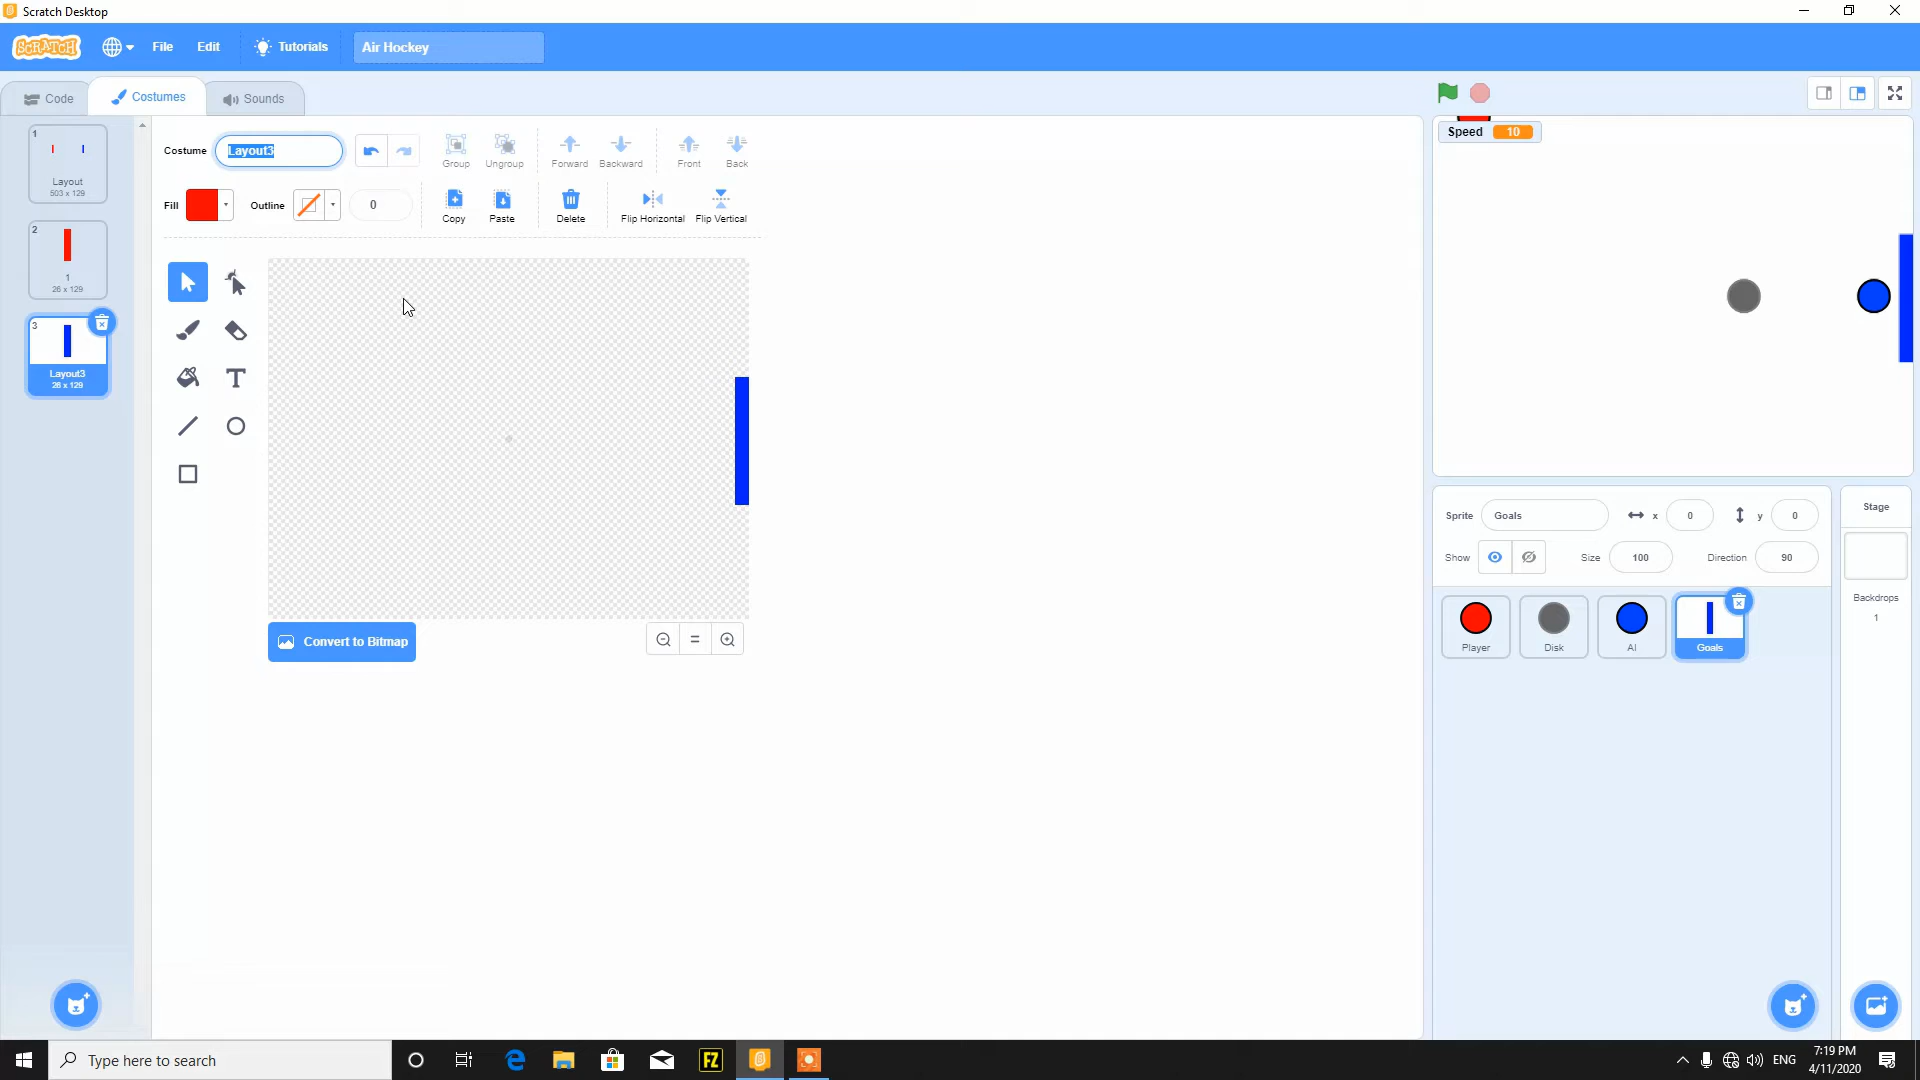 Scratch Desktop
SCRATCH
File
Edit
Tutorials
Air Hockey
Code
Costumes
Sounds
Costume
Layout3
Group
Ungroup
Forward
Backward
Front
Back
Fill
Outline
0
Copy
Paste
Delete
Flip Horizontal
Flip Vertical
1
Layout
503 x 129
2
1
26 x 129
3
Layout3
26 x 129
Convert to Bitmap
Speed
10
Sprite
Goals
x
0
y
0
Show
Size
100
Direction
90
Player
Disk
AI
Goals
Stage
Backdrops
1
Type here to search
FZ
ENG
7:19 PM
4/11/2020